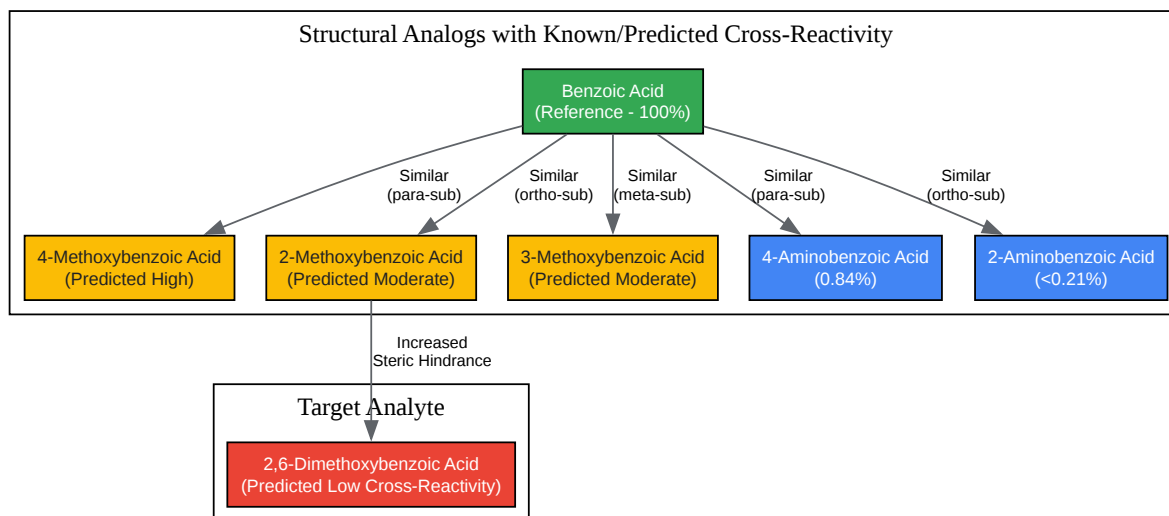 Structural Analogs with Known/Predicted Cross-Reactivity
Benzoic Acid
(Reference - 100%)
Similar
(para-sub)
Similar
(ortho-sub)
Similar
(meta-sub)
Similar
(para-sub)
Similar
(ortho-sub)
4-Methoxybenzoic Acid
(Predicted High)
2-Methoxybenzoic Acid
(Predicted Moderate)
3-Methoxybenzoic Acid
(Predicted Moderate)
4-Aminobenzoic Acid
(0.84%)
2-Aminobenzoic Acid
(<0.21%)
Increased
Steric Hindrance
Target Analyte
2,6-Dimethoxybenzoic Acid
(Predicted Low Cross-Reactivity)